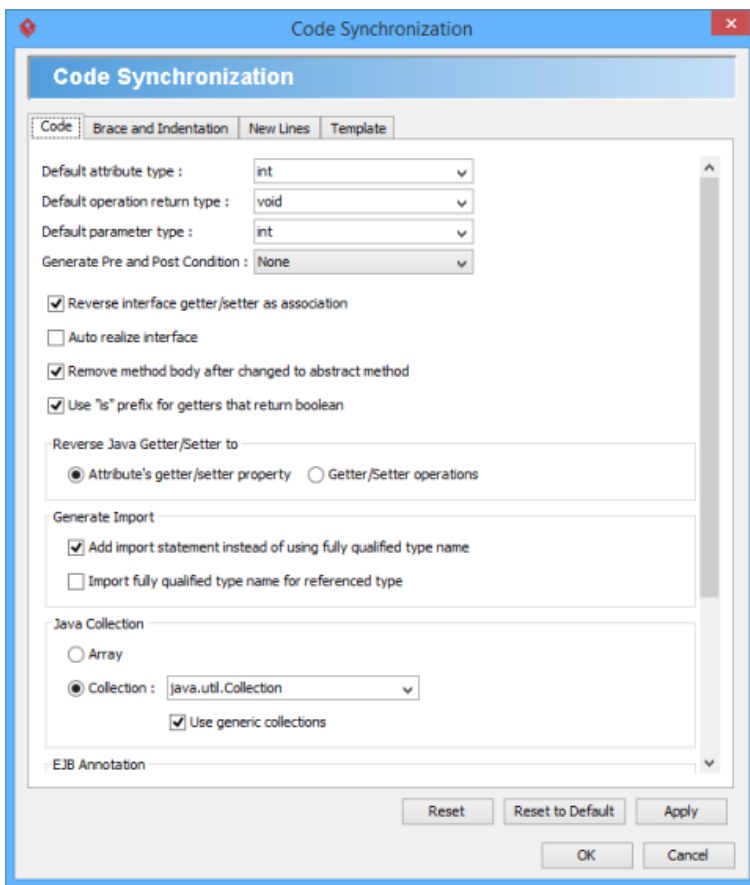 Code Synchronization
Code Synchronization
Code Brace and Indentation New Lines Template
Default attribute type : int
Default operation return type : void
Default parameter type : int
Generate Pre and Post Condition : None
Reverse interface getter/setter as association
Auto realize interface
Remove method body after changed to abstract method
Use "is" prefix for getters that return boolean
Reverse Java Getter/Setter to
Attribute's getter/setter property Getter/Setter operations
Generate Import
Add import statement instead of using fully qualified type name
Import fully qualified type name for referenced type
Java Collection
Array
Collection : java.util.Collection
Use generic collections
EJB Annotation
Reset Reset to Default Apply
OK Cancel